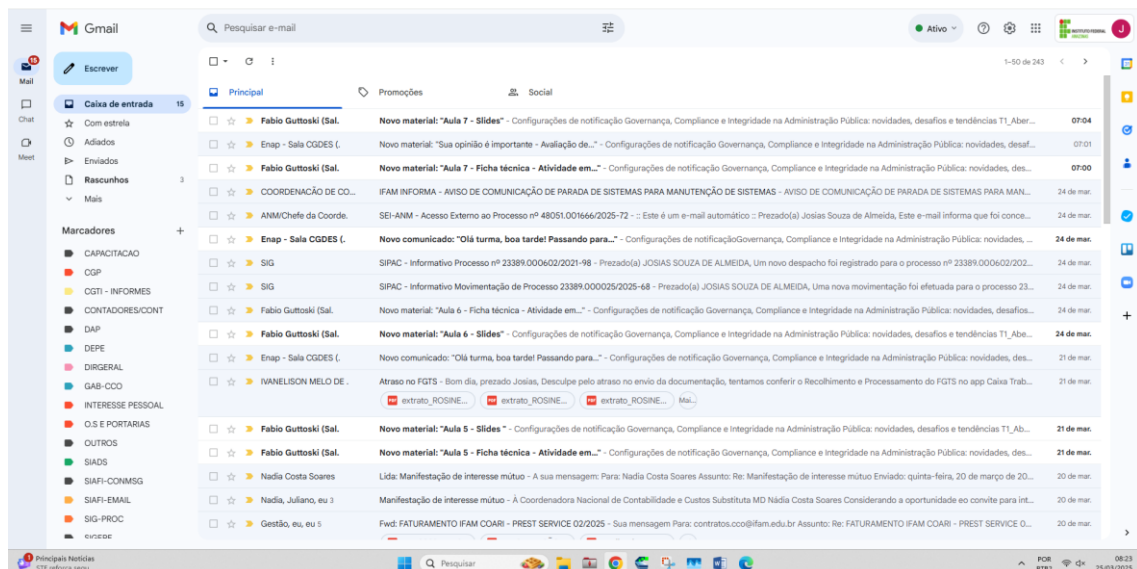 Gmail
Pesquisar e-mail
Ativo
INSTITUTO FEDERAL
J
15
Mail
Escrever
1–50 de 243
Chat
Caixa de entrada 15
Principal
Promoções
Social
Com estrela
Meet
Adiados
Enviados
Rascunhos 3
Mais
Marcadores
CAPACITACAO
CGP
CGTI - INFORMES
CONTADORES/CONT
DAP
DEPE
DIRGERAL
GAB-CCO
INTERESSE PESSOAL
O.S E PORTARIAS
OUTROS
SIADS
SIAFI-CONMSG
SIAFI-EMAIL
SIG-PROC
SIGEPE
Fabio Guttoski (Sal. Novo material: "Aula 7 - Slides" - Configurações de notificação Governança, Compliance e Integridade na Administração Pública: novidades, desafios e tendências T1_Aber... 07:04
Enap - Sala CGDES (. Novo material: "Sua opinião é importante - Avaliação de..." - Configurações de notificação Governança, Compliance e Integridade na Administração Pública: novidades, desaf... 07:01
Fabio Guttoski (Sal. Novo material: "Aula 7 - Ficha técnica - Atividade em..." - Configurações de notificação Governança, Compliance e Integridade na Administração Pública: novidades, des... 07:00
COORDENACÃO DE CO... IFAM INFORMA - AVISO DE COMUNICAÇÃO DE PARADA DE SISTEMAS PARA MANUTENÇÃO DE SISTEMAS - AVISO DE COMUNICAÇÃO DE PARADA DE SISTEMAS PARA MAN... 24 de mar.
ANM/Chefe da Coorde. SEI-ANM - Acesso Externo ao Processo nº 48051.001666/2025-72 - :: Este é um e-mail automático :: Prezado(a) Josias Souza de Almeida, Este e-mail informa que foi conce... 24 de mar.
Enap - Sala CGDES (. Novo comunicado: "Olá turma, boa tarde! Passando para..." - Configurações de notificaçãoGovernança, Compliance e Integridade na Administração Pública: novidades, ... 24 de mar.
SIG SIPAC - Informativo Processo nº 23389.000602/2021-98 - Prezado(a) JOSIAS SOUZA DE ALMEIDA, Um novo despacho foi registrado para o processo nº 23389.000602/202... 24 de mar.
SIG SIPAC - Informativo Movimentação de Processo 23389.000025/2025-68 - Prezado(a) JOSIAS SOUZA DE ALMEIDA, Uma nova movimentação foi efetuada para o processo 23... 24 de mar.
Fabio Guttoski (Sal. Novo material: "Aula 6 - Ficha técnica - Atividade em..." - Configurações de notificação Governança, Compliance e Integridade na Administração Pública: novidades, desafios... 24 de mar.
Fabio Guttoski (Sal. Novo material: "Aula 6 - Slides" - Configurações de notificação Governança, Compliance e Integridade na Administração Pública: novidades, desafios e tendências T1_Abe... 24 de mar.
Enap - Sala CGDES (. Novo comunicado: "Olá turma, boa tarde! Passando para..." - Configurações de notificação Governança, Compliance e Integridade na Administração Pública: novidades, des... 21 de mar.
IVANELISON MELO DE . Atraso no FGTS - Bom dia, prezado Josias, Desculpe pelo atraso no envio da documentação, tentamos conferir o Recolhimento e Processamento do FGTS no app Caixa Trab... 21 de mar.
PDF extrato_ROSINE... PDF extrato_ROSINE... PDF extrato_ROSINE... Mai...
Fabio Guttoski (Sal. Novo material: "Aula 5 - Slides " - Configurações de notificação Governança, Compliance e Integridade na Administração Pública: novidades, desafios e tendências T1_Ab... 21 de mar.
Fabio Guttoski (Sal. Novo material: "Aula 5 - Ficha técnica - Atividade em..." - Configurações de notificação Governança, Compliance e Integridade na Administração Pública: novidades, des... 21 de mar.
Nadia Costa Soares Lida: Manifestação de interesse mútuo - A sua mensagem: Para: Nadia Costa Soares Assunto: Re: Manifestação de interesse mútuo Enviado: quinta-feira, 20 de março de 20... 20 de mar.
Nadia, Juliano, eu 3 Manifestação de interesse mútuo - À Coordenadora Nacional de Contabilidade e Custos Substituta MD Nádia Costa Soares Considerando a oportunidade eo convite para int... 20 de mar.
Gestão, eu, eu 5 Fwd: FATURAMENTO IFAM COARI - PREST SERVICE 02/2025 - Sua mensagem Para: contratos.cco@ifam.edu.br Assunto: Re: FATURAMENTO IFAM COARI - PREST SERVICE 0... 20 de mar.
1
Principais Notícias
STF reforça segu
Pesquisar
POR
PTB2
08:23
25/03/2025